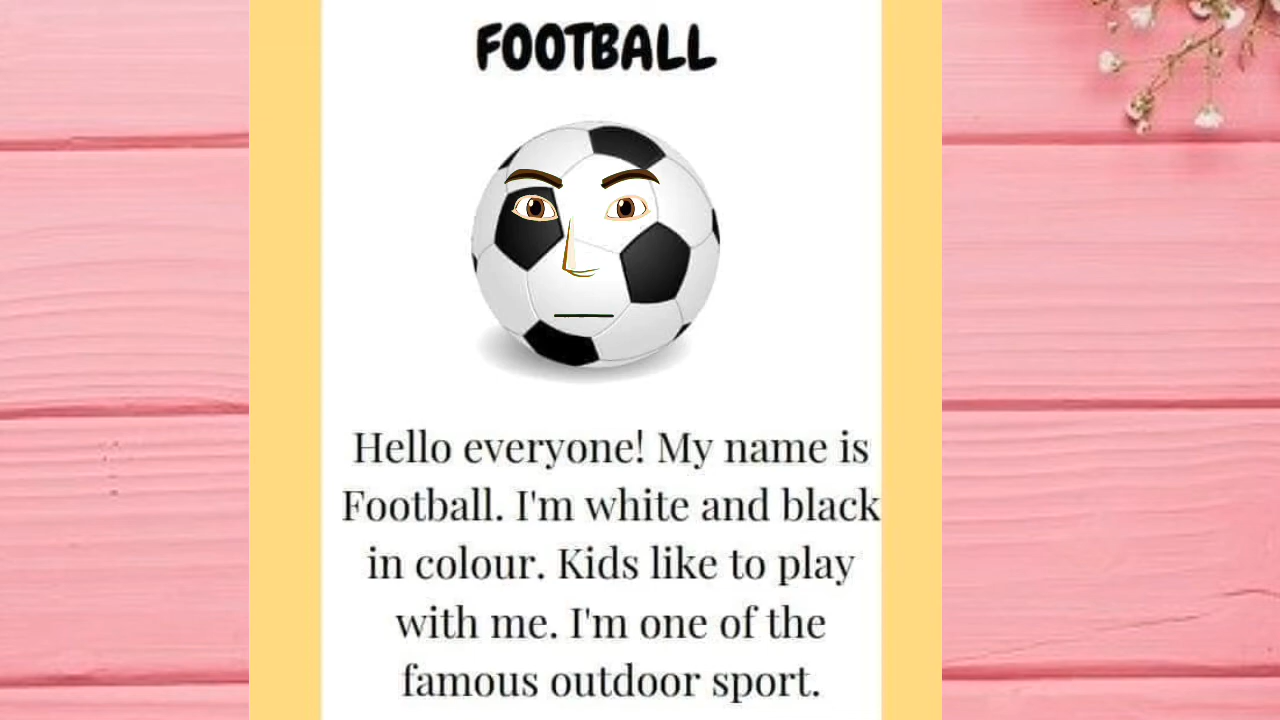 FOOTBALL
Hello everyone! My name is
Football. I'm white and black
in colour. Kids like to play
with me. I'm one of the
famous outdoor sport.